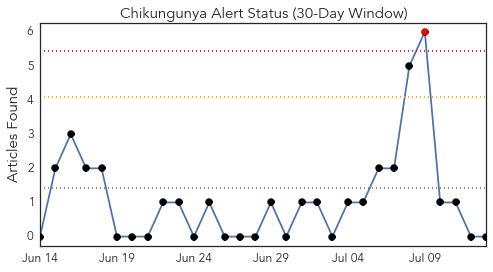 Chikungunya Alert Status (30-Day Window)
Articles Found
6
5
4
3
2
1
0
Jun 14 Jun 19 Jun 24 Jun 29 Jul 04 Jul 09